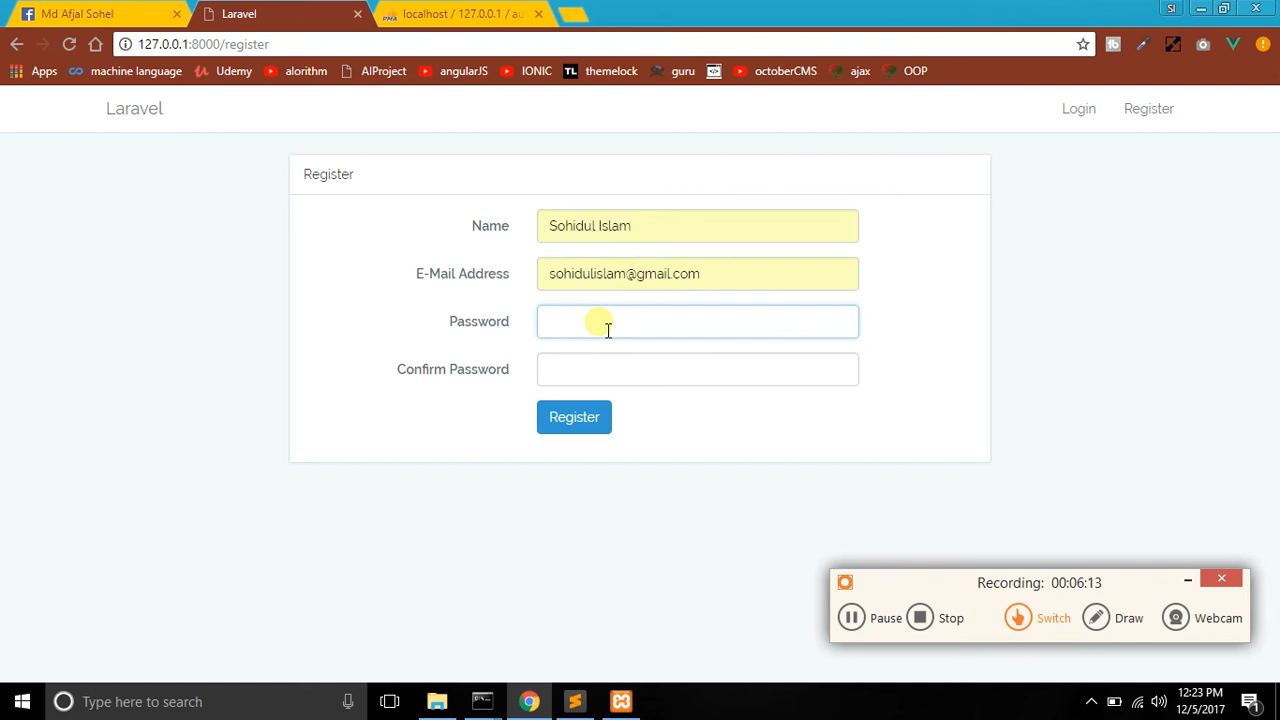 Md Afjal Sohel
Laravel
localhost / 127.0.0.1 / au
SI
127.0.0.1:8000/register
Apps
machine language
Udemy
alorithm
AIProject
angularJS
IONIC
TL themelock
guru
octoberCMS
ajax
OOP
Laravel
Login
Register
Register
Name
Sohidul Islam
E-Mail Address
sohidulislam@gmail.com
Password
Confirm Password
Register
Recording: 00:06:13
Pause
Stop
Switch
Draw
Webcam
Type here to search
12:23 PM
12/5/2017